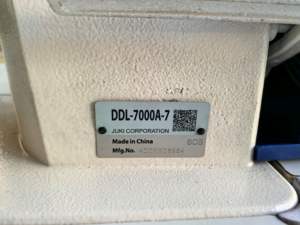 DDL-7000A-7
JUKI CORPORATION
Made in China
Mfg.No.